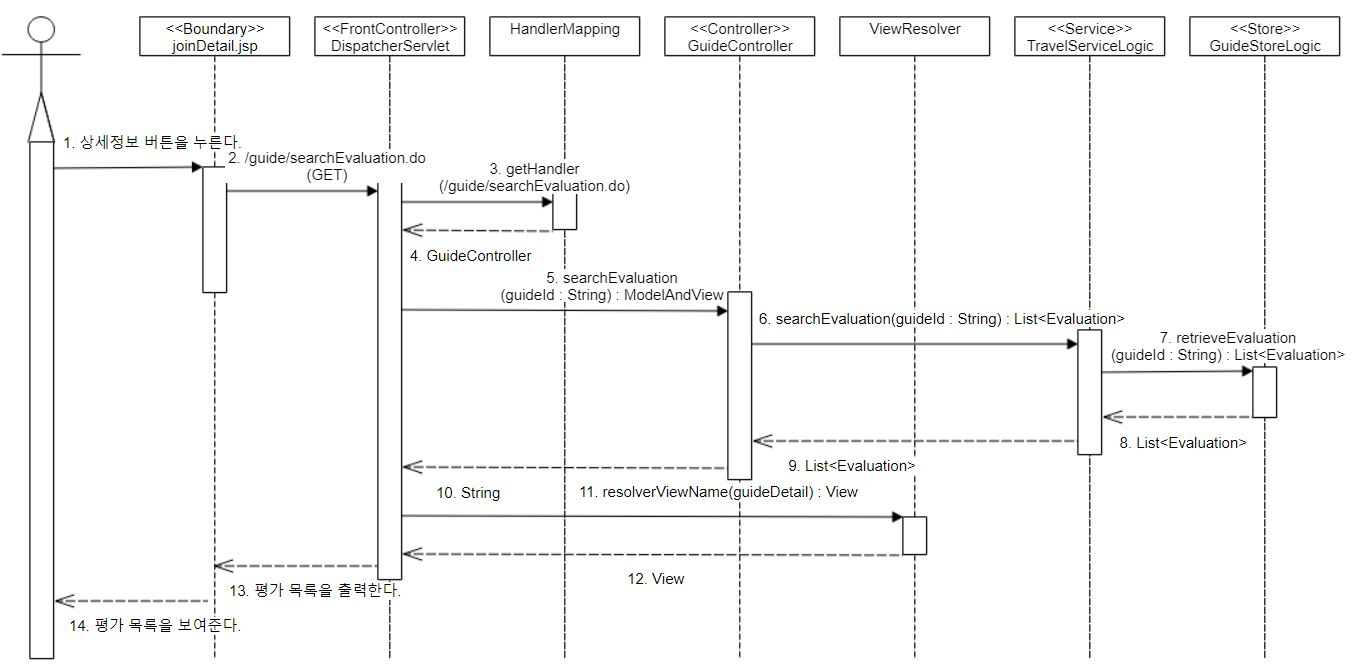 <<Boundary>>
joinDetail.jsp
<<FrontController>>
DispatcherServlet
HandlerMapping
<<Controller>>
GuideController
ViewResolver
<<Service>>
TravelServiceLogic
<<Store>>
GuideStoreLogic
1. 상세정보 버튼을 누른다.
2. /guide/searchEvaluation.do
(GET)
3. getHandler
(/guide/searchEvaluation.do)
4. GuideController
5. searchEvaluation
(guideId : String) : ModelAndView
6. searchEvaluation(guideId : String) : List<Evaluation>
7. retrieveEvaluation
(guideId : String) : List<Evaluation>
8. List<Evaluation>
9. List<Evaluation>
10. String
11. resolverViewName(guideDetail) : View
12. View
13. 평가 목록을 출력한다.
14. 평가 목록을 보여준다.